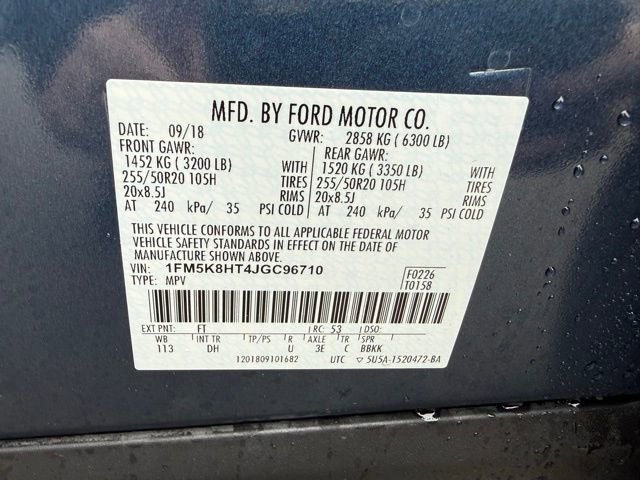 MFD. BY FORD MOTOR CO.
DATE: 09/18 GVWR: 2858 KG ( 6300 LB)
FRONT GAWR: REAR GAWR:
1452 KG ( 3200 LB) WITH 1520 KG ( 3350 LB) WITH
255/50R20 105H TIRES 255/50R20 105H TIRES
20x8.5J RIMS 20x8.5J RIMS
AT 240 kPa/ 35 PSI COLD AT 240 kPa/ 35 PSI COLD
THIS VEHICLE CONFORMS TO ALL APPLICABLE FEDERAL MOTOR
VEHICLE SAFETY STANDARDS IN EFFECT ON THE DATE OF
MANUFACTURE SHOWN ABOVE.
VIN: 1FM5K8HT4JGC96710 F0226
TYPE: MPV T0158
EXT PNT: FT RC: 53 DSO:
WB INT TR TP/PS R AXLE TR SPR
113 DH U 3E C BBKK
1201809101682 UTC ▽ 5U5A-1520472-BA